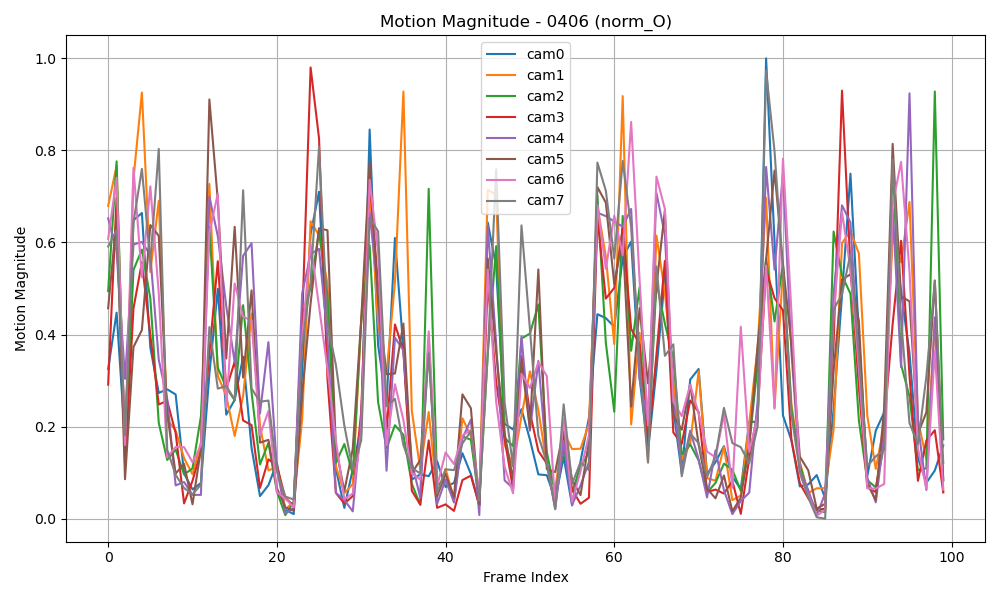 Motion Magnitude - 0406 (norm_O)
Motion Magnitude
1.0
0.8
0.6
0.4
0.2
0.0
cam0
cam1
cam2
cam3
cam4
cam5
cam6
cam7
0 20 40 60 80 100
Frame Index